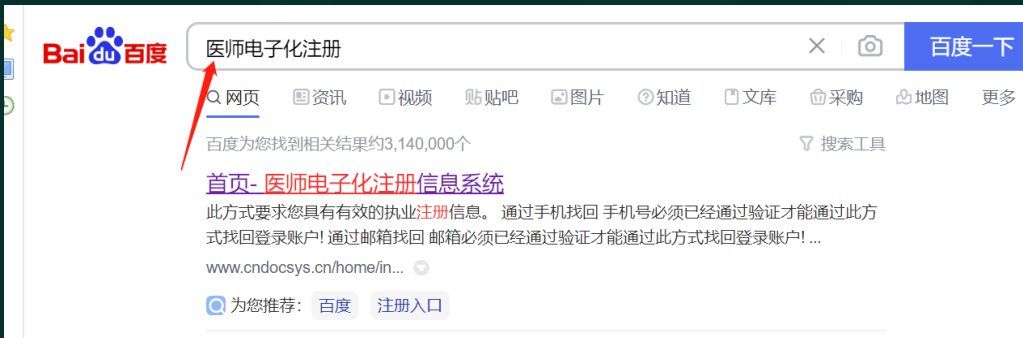 Bai du 百度 医师电子化注册 百度一下
网页 资讯 视频 贴 贴吧 图片 知道 文库 采购 地图 更多
百度为您找到相关结果约3,140,000个 搜索工具
首页- 医师电子化注册信息系统
此方式要求您具有有效的执业注册信息。 通过手机找回 手机号必须已经通过验证才能通过此方
式找回登录账户! 通过邮箱找回 邮箱必须已经通过验证才能通过此方式找回登录账户! ...
www.cndocsys.cn/home/in...
为您推荐： 百度 注册入口